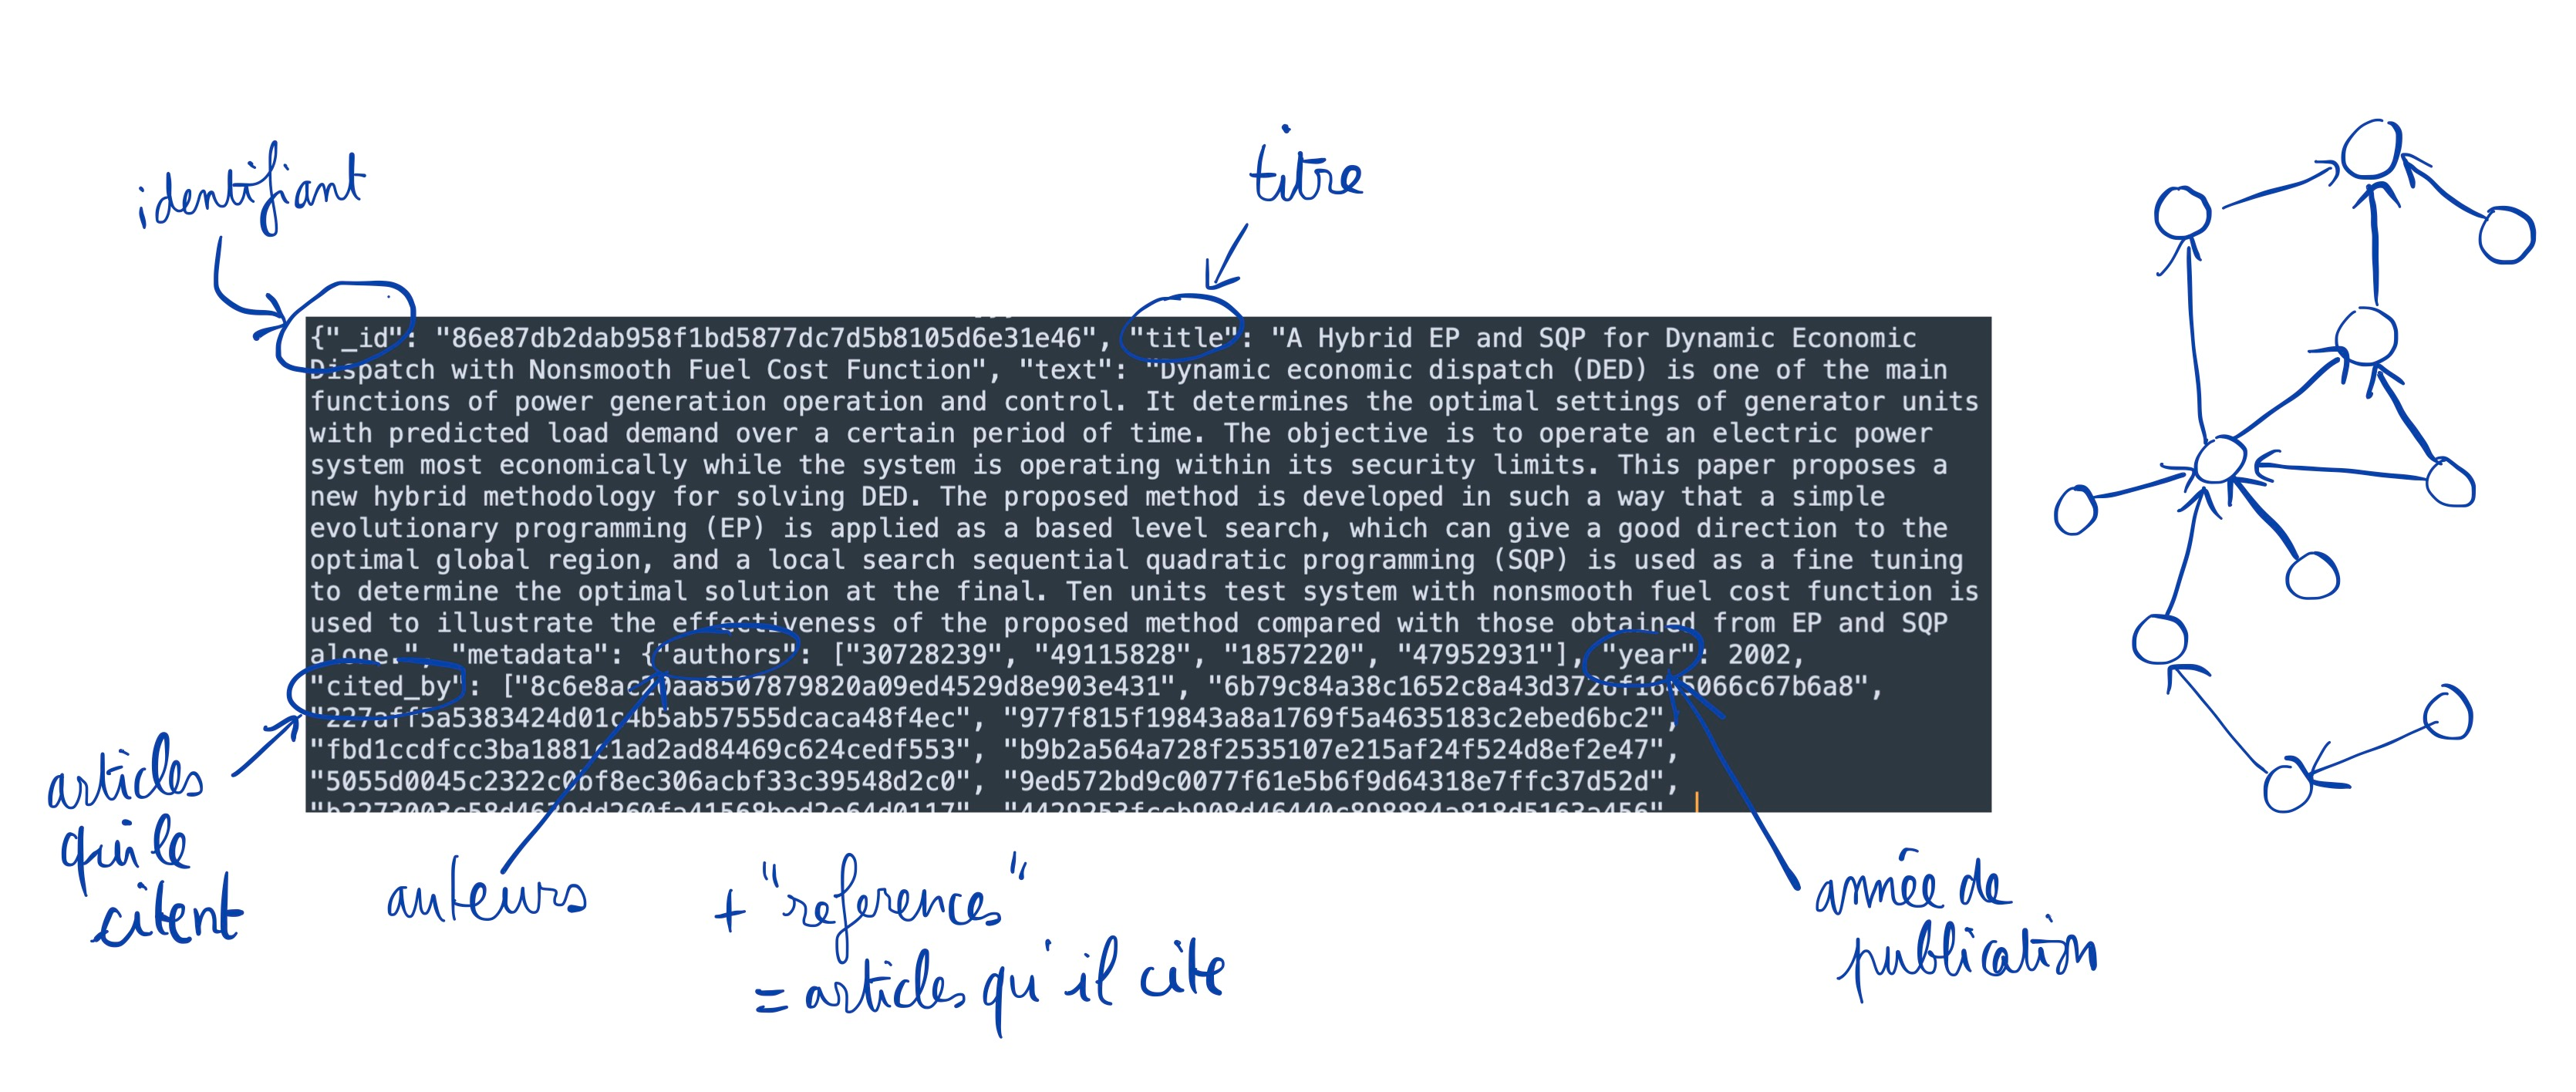 identifiant
titre
{"_id": "86e87db2dab958f1bd5877dc7d5b8105d6e31e46", "title": "A Hybrid EP and SQP for Dynamic Economic
Dispatch with Nonsmooth Fuel Cost Function", "text": "Dynamic economic dispatch (DED) is one of the main
functions of power generation operation and control. It determines the optimal settings of generator units
with predicted load demand over a certain period of time. The objective is to operate an electric power
system most economically while the system is operating within its security limits. This paper proposes a
new hybrid methodology for solving DED. The proposed method is developed in such a way that a simple
evolutionary programming (EP) is applied as a based level search, which can give a good direction to the
optimal global region, and a local search sequential quadratic programming (SQP) is used as a fine tuning
to determine the optimal solution at the final. Ten units test system with nonsmooth fuel cost function is
used to illustrate the effectiveness of the proposed method compared with those obtained from EP and SQP
alone.", "metadata": {"authors": ["30728239", "49115828", "1857220", "47952931"], "year": 2002,
"cited_by": [
"227aff5a5383424d01c4b5ab57555dcaca48f4ec", "977f815f19843a8a1769f5a4635183c2ebed6bc2",
"fbd1ccdfcc3ba1881c1ad2ad84469c624cedf553", "b9b2a564a728f2535107e215af24f524d8ef2e47",
"9ed572bd9c0077f61e5b6f9d64318e7ffc37d52d",
articles
qui le
citent
auteurs
+ "references"
= articles qu'il cite
année de
publication